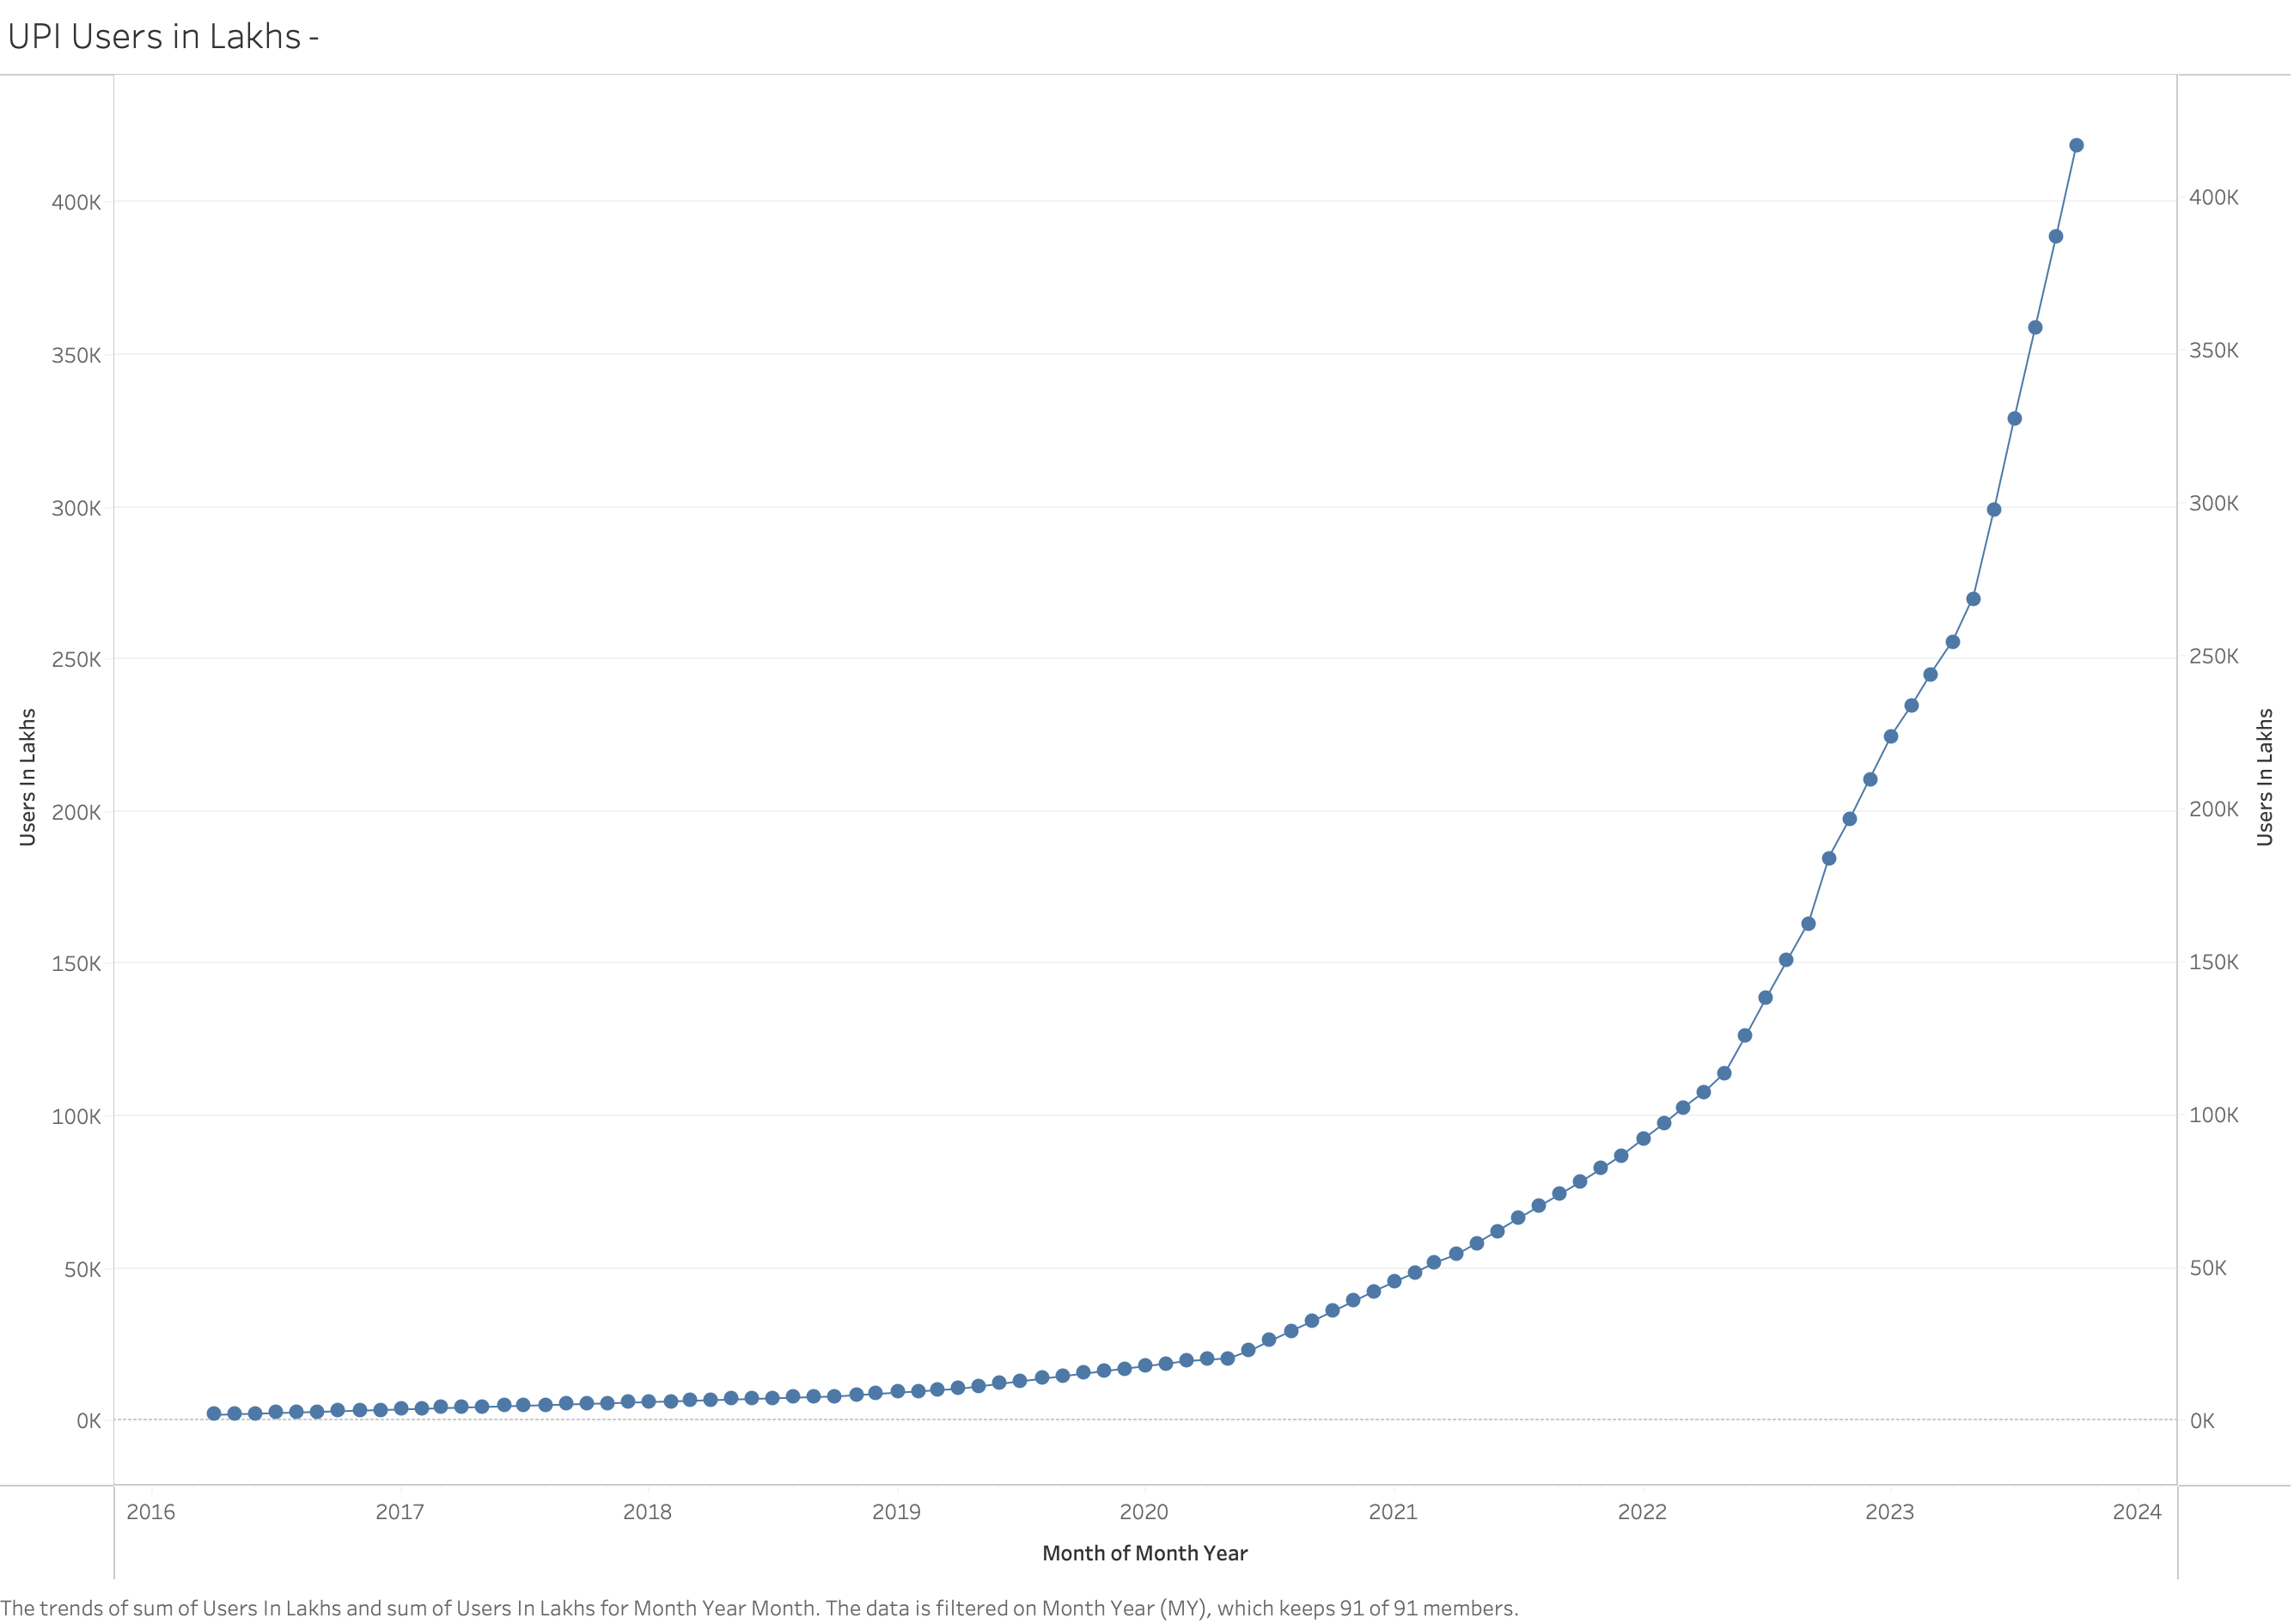 UPI Users in Lakhs -
400K
350K
300K
250K
200K
150K
100K
50K
0K
Users In Lakhs
400K
350K
300K
250K
200K
150K
100K
50K
0K
Users In Lakhs
2016 2017 2018 2019 2020 2021 2022 2023 2024
Month of Month Year
The trends of sum of Users In Lakhs and sum of Users In Lakhs for Month Year Month. The data is filtered on Month Year (MY), which keeps 91 of 91 members.